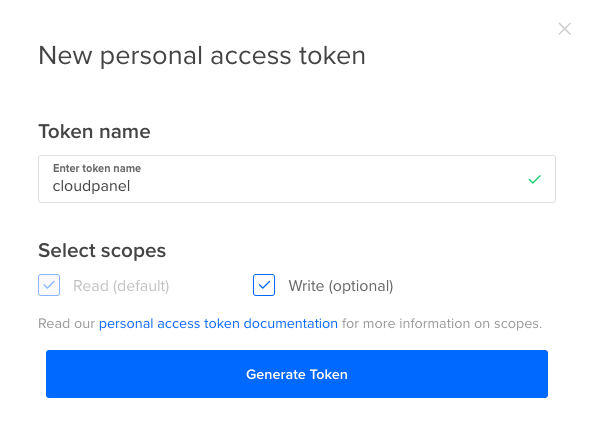 New personal access token
Token name
Enter token name
cloudpanel
Select scopes
Read (default) Write (optional)
Read our personal access token documentation for more information on scopes.
Generate Token